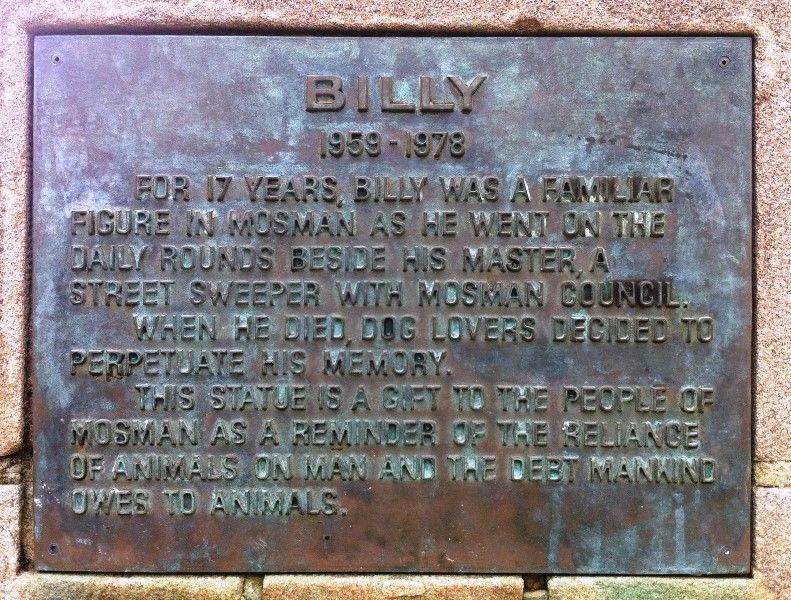 BILLY
1959-1978
FOR 17 YEARS, BILLY WAS A FAMILIAR
FIGURE IN MOSMAN AS HE WENT ON THE
DAILY ROUNDS BESIDE HIS MASTER, A
STREET SWEEPER WITH MOSMAN COUNCIL.
WHEN HE DIED, DOG LOVERS DECIDED TO
PERPETUATE HIS MEMORY.
THIS STATUE IS A GIFT TO THE PEOPLE OF
MOSMAN AS A REMINDER OF THE RELIANCE
OF ANIMALS ON MAN AND THE DEBT MANKIND
OWES TO ANIMALS.